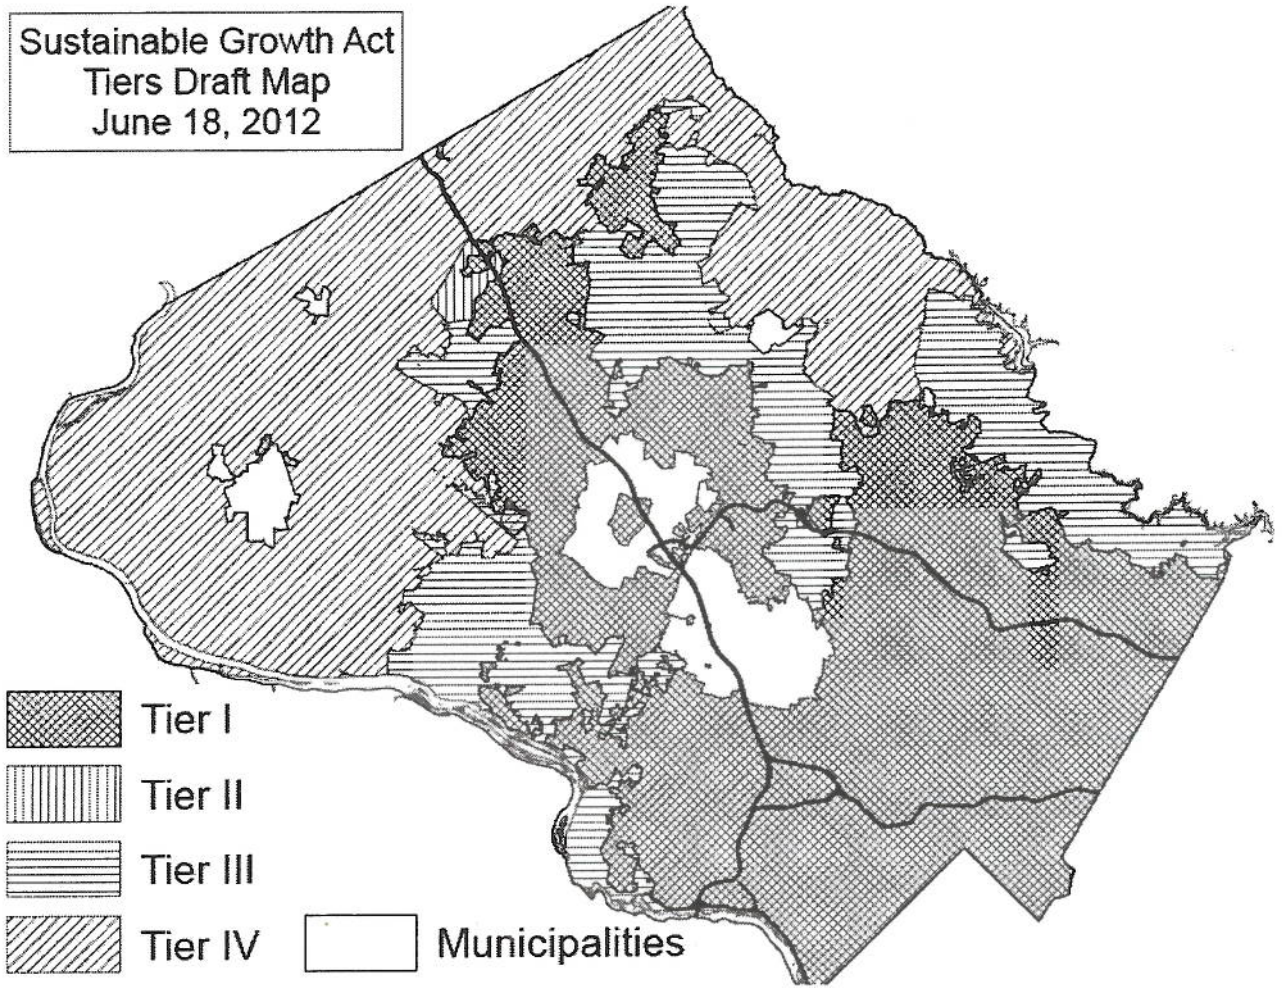 Sustainable Growth Act
Tiers Draft Map
June 18, 2012
Tier I
Tier II
Tier III
Tier IV
Municipalities